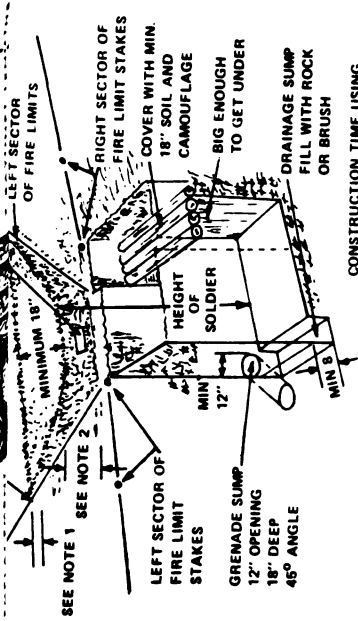 LEFT SECTOR
OF FIRE LIMITS
RIGHT SECTOR OF
FIRE LIMIT STAKES
COVER WITH MIN.
18" SOIL AND
CAMOUFLAGE
BIG ENOUGH
TO GET UNDER
DRAINAGE SUMP
FILL WITH ROCK
OR BRUSH
CONSTRUCTION TIME USING
MINIMUM 18"
HEIGHT
OF
SOLDIER
SEE NOTE 1
SEE NOTE 2
MIN
12"
MIN 8
LEFT SECTOR OF
FIRE LIMIT
STAKES
GRENADE SUMP
12" OPENING
18" DEEP
45° ANGLE